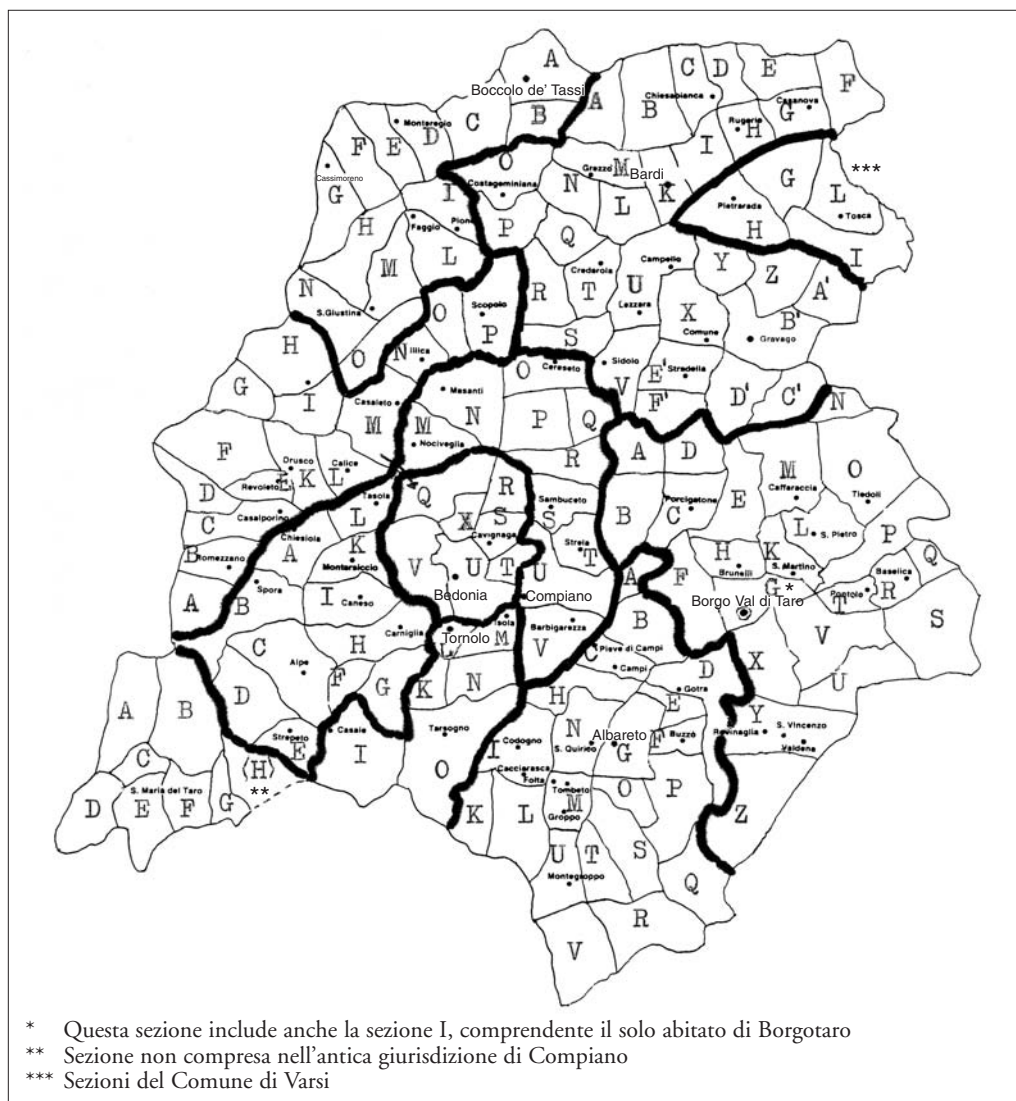 A
Boccolo de' Tassi
C
D
E
F
A
B
Chiesabianca
Casanova
G
Monteregio
C
B
Rugerio
H
F
E
D
I
Cassimoreno
G
O
Costageminiana
Grezzo
M
Bardi
N
L
K
G
***
L
Tosca
I
Pietrarada
H
H
Faggio
Pione
P
M
L
Q
Crederola
Campello
Y
Z
I
N
S.Giustina
R
T
U
Lezzara
A'
O
Scopolo
X
B'
Gravago
H
P
S
Comune
O
N
Illica
O
Cereseto
Sidolo
E'
Stradella
G
I
Masanti
V
F'
D'
C'
N
Casaleto
M
M
N
P
Q
Nociveglia
A
D
F
Drusco
R
M
O
E
K
L
Calice
Caffaraccia
Tiedoli
Revoleto
D
Q
R
Sambuceto
B
C
Porcigatone
E
Tasola
Casalporino
X
S
S
L
S. Pietro
C
Chiesiola
L
Cavignaga
P
A
K
Strela
H
K
Q
B
Romezzano
Montarsiccio
V
U
T
U
T
A
F
Brunelli
S. Martino
Baselica
Spora
Bedonia
Compiano
G *
Pontolo
R
A
B
I
Caneso
B
Borgo Val di Taro
T
S
Isola
Barbigarezza
V
Carniglia
Tornolo
M
V
C
Pieve di Campi
C
H
L
Campi
D
X
Alpe
F
G
K
N
U
A
B
D
H
E
Gotra
Y
Tarsogno
N
Albareto
Rovinaglia
S. Vincenzo
Strepeto
E
Casale
Codogno
S. Quirico
G
F
Buzzò
Valdena
C
(H)
I
I
Cacciarasca
**
O
Folta
Tombeto
O
P
S. Maria del Taro
M
Z
D
E
F
G
K
L
Groppo
U
T
S
Montegroppo
Q
R
V
* Questa sezione include anche la sezione I, comprendente il solo abitato di Borgotaro
** Sezione non compresa nell'antica giurisdizione di Compiano
*** Sezioni del Comune di Varsi